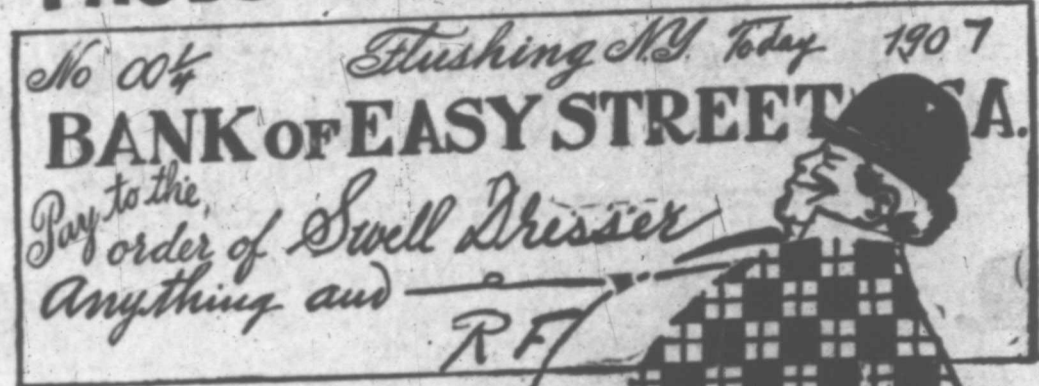 No 00¼ Flushing N.Y. Today 1907
BANK OF EASY STREET A.
Pay to the
order of Swell Dresser
Anything and
R F